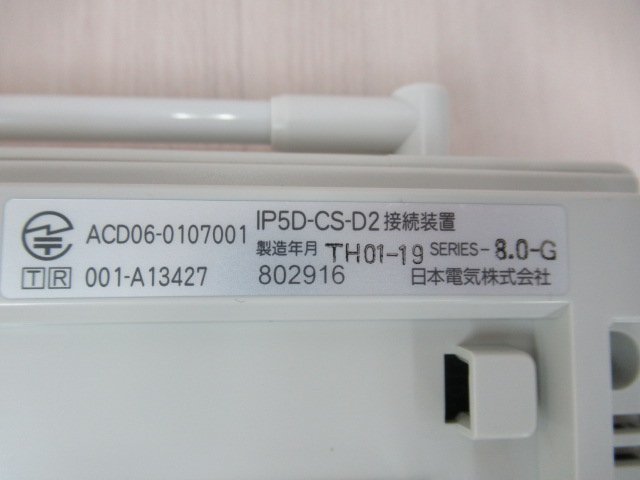 IP5D-CS-D2 接続装置
ACD06-0107001
製造年月 TH01-19 SERIES- 8.0-G
T R 001-A13427
802916 日本電気株式会社